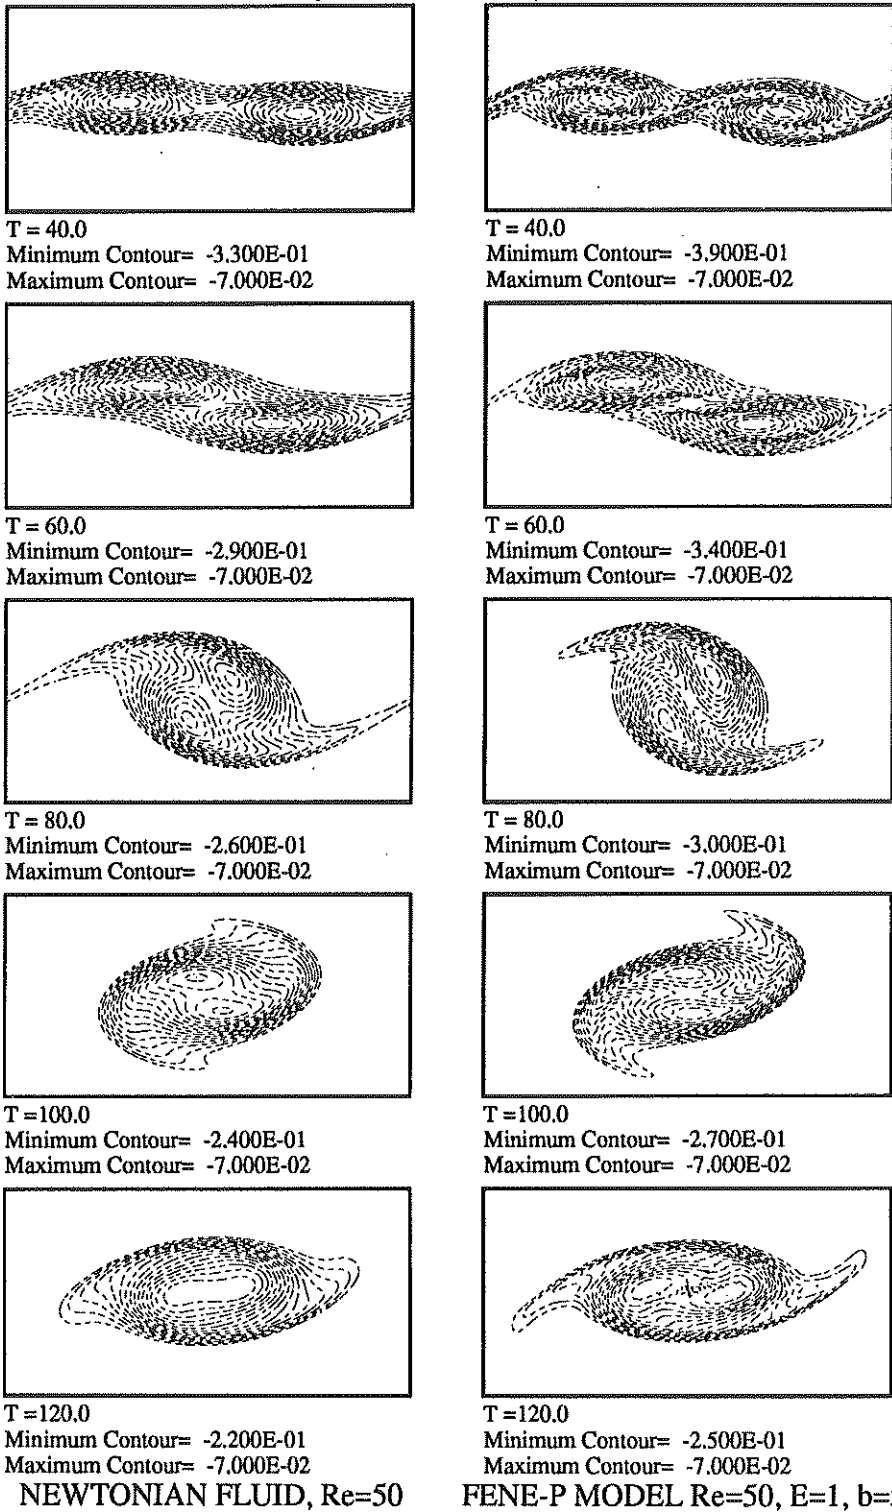 T = 40.0
Minimum Contour= -3.300E-01
Maximum Contour= -7.000E-02
T = 40.0
Minimum Contour= -3.900E-01
Maximum Contour= -7.000E-02
T = 60.0
Minimum Contour= -2.900E-01
Maximum Contour= -7.000E-02
T = 60.0
Minimum Contour= -3.400E-01
Maximum Contour= -7.000E-02
T = 80.0
Minimum Contour= -2.600E-01
Maximum Contour= -7.000E-02
T = 80.0
Minimum Contour= -3.000E-01
Maximum Contour= -7.000E-02
T =100.0
Minimum Contour= -2.400E-01
Maximum Contour= -7.000E-02
T =100.0
Minimum Contour= -2.700E-01
Maximum Contour= -7.000E-02
T =120.0
Minimum Contour= -2.200E-01
Maximum Contour= -7.000E-02
T =120.0
Minimum Contour= -2.500E-01
Maximum Contour= -7.000E-02
NEWTONIAN FLUID, Re=50
FENE-P MODEL Re=50, E=1, b=